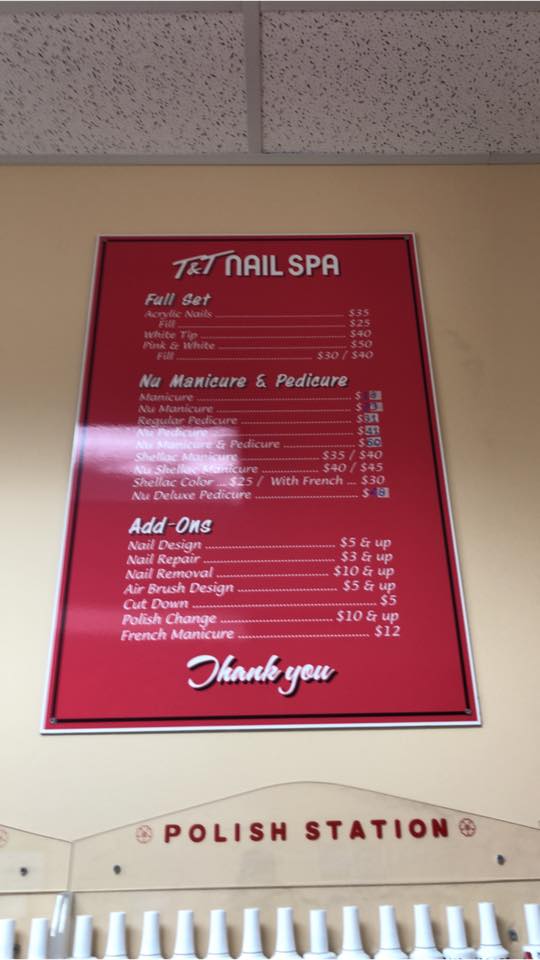 T&T NAIL SPA
Full Set
Acrylic Nails $35
Fill $25
White Tip $40
Pink & White $50
Fill $30 / $40
Nu Manicure & Pedicure
Manicure $
Nu Manicure $
Regular Pedicure $31
Nu Pedicure $41
Nu Manicure & Pedicure $60
Shellac Manicure $35 / $40
Nu Shellac Manicure $40 / $45
Shellac Color ... $25 / With French ... $30
Nu Deluxe Pedicure $
Add-Ons
Nail Design $5 & up
Nail Repair $3 & up
Nail Removal $10 & up
Air Brush Design $5 & up
Cut Down $5
Polish Change $10 & up
French Manicure $12
Thank you
POLISH STATION